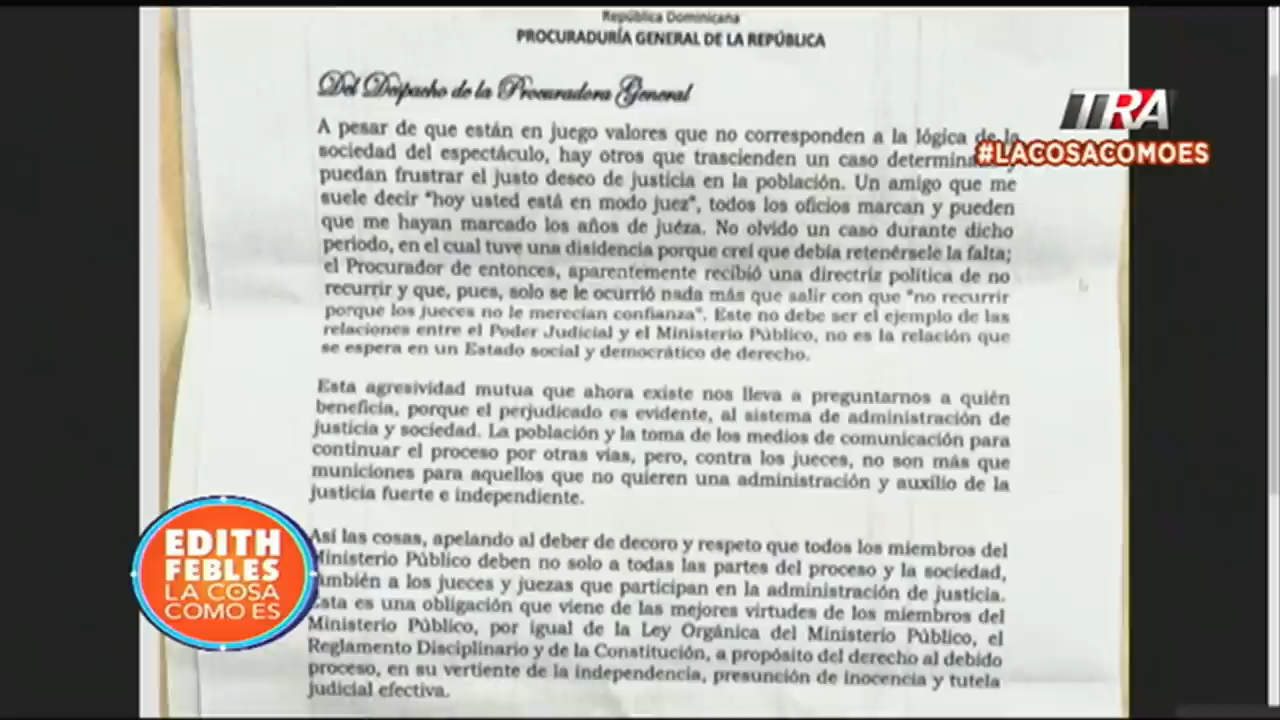 República Dominicana
PROCURADURÍA GENERAL DE LA REPÚBLICA
Del Despacho de la Procuradora General
TRA
#LACOSACOMOES
A pesar de que están en juego valores que no corresponden a la lógica de la
sociedad del espectáculo, hay otros que trascienden un caso
puedan frustrar el justo deseo de justicia en la población. Un amigo que me
suele decir "hoy usted está en modo juez", todos los oficios marcan y pueden
que me hayan marcado los años de juéza. No olvido un caso durante dicho
periodo, en el cual tuve una disidencia porque creí que debía retenérsele la falta;
el Procurador de entonces, aparentemente recibió una directriz política de no
recurrir y que, pues, solo se le ocurrió nada más que salir con que "no recurrir
porque los jueces no le merecían confianza". Este no debe ser el ejemplo de las
relaciones entre el Poder Judicial y el Ministerio Público, no es la relación que
se espera en un Estado social y democrático de derecho.
Esta agresividad mutua que ahora existe nos lleva a preguntarnos a quién
beneficia, porque el perjudicado es evidente, al sistema de administración de
justicia y sociedad. La población y la toma de los medios de comunicación para
continuar el proceso por otras vías, pero, contra los jueces, no son más que
municiones para aquellos que no quieren una administración y auxilio de la
justicia fuerte e independiente.
Así las cosas, apelando al deber de decoro y respeto que todos los miembros del
Ministerio Público deben no solo a todas las partes del proceso y la sociedad,
también a los jueces y juezas que participan en la administración de justicia.
Esta es una obligación que viene de las mejores virtudes de los miembros del
Ministerio Público, por igual de la Ley Orgánica del Ministerio Público, el
Reglamento Disciplinario y de la Constitución, a propósito del derecho al debido
proceso, en su vertiente de la independencia, presunción de inocencia y tutela
judicial efectiva.
EDITH
FEBLES
LA COSA
COMO ES